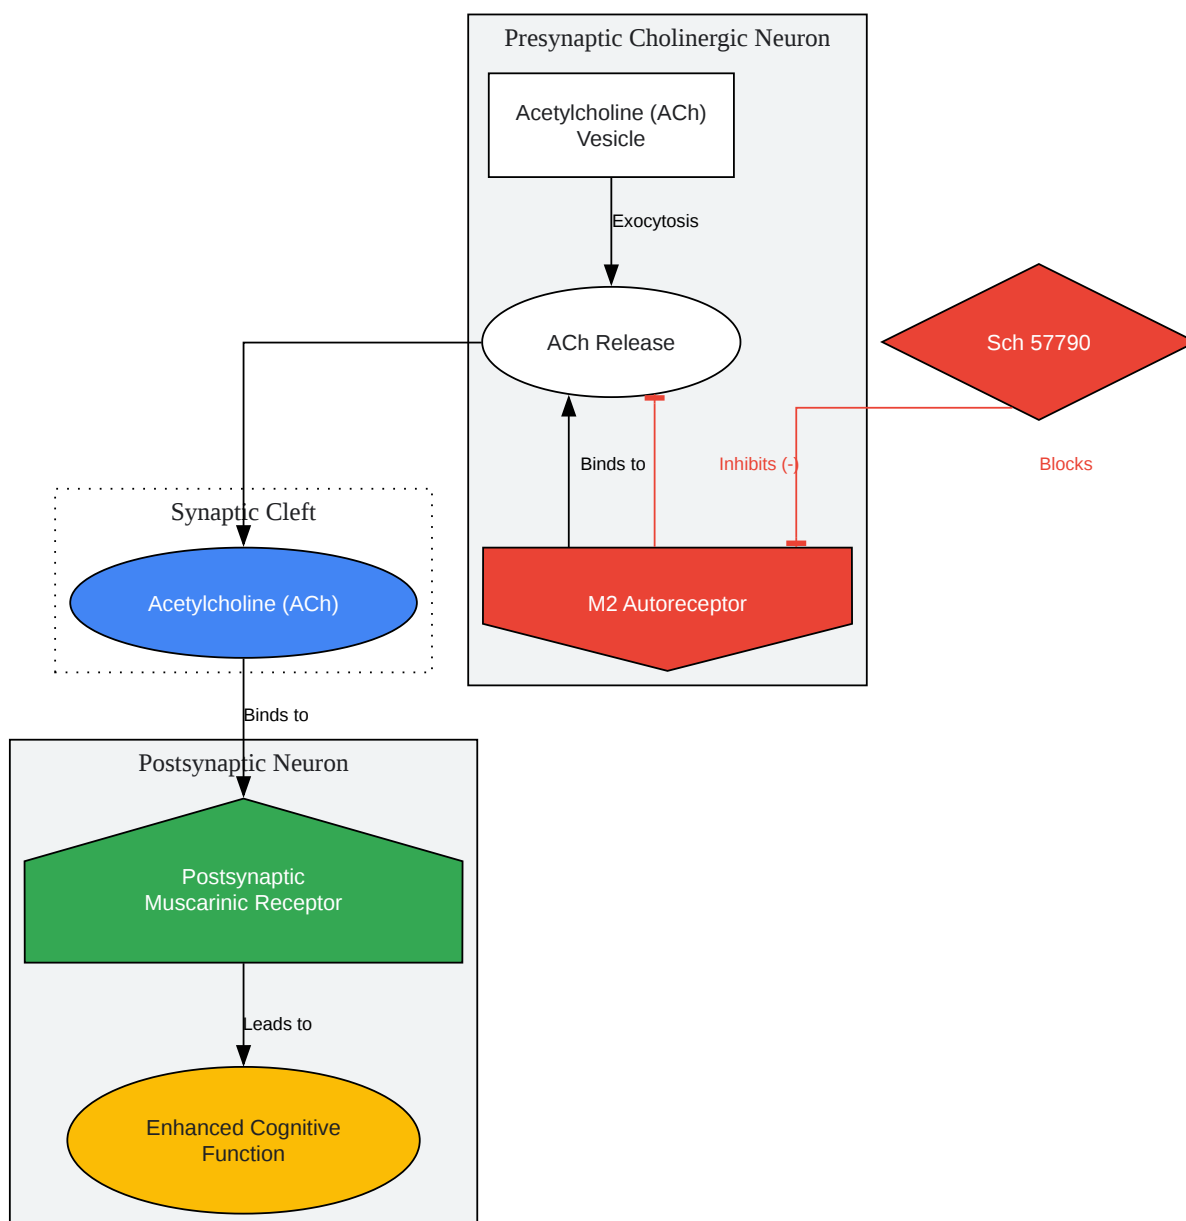 Presynaptic Cholinergic Neuron
Acetylcholine (ACh)
Vesicle
Exocytosis
ACh Release
Sch 57790
Binds to
Inhibits (-)
Blocks
Synaptic Cleft
Acetylcholine (ACh)
M2 Autoreceptor
Binds to
Postsynaptic Neuron
Postsynaptic
Muscarinic Receptor
Leads to
Enhanced Cognitive
Function